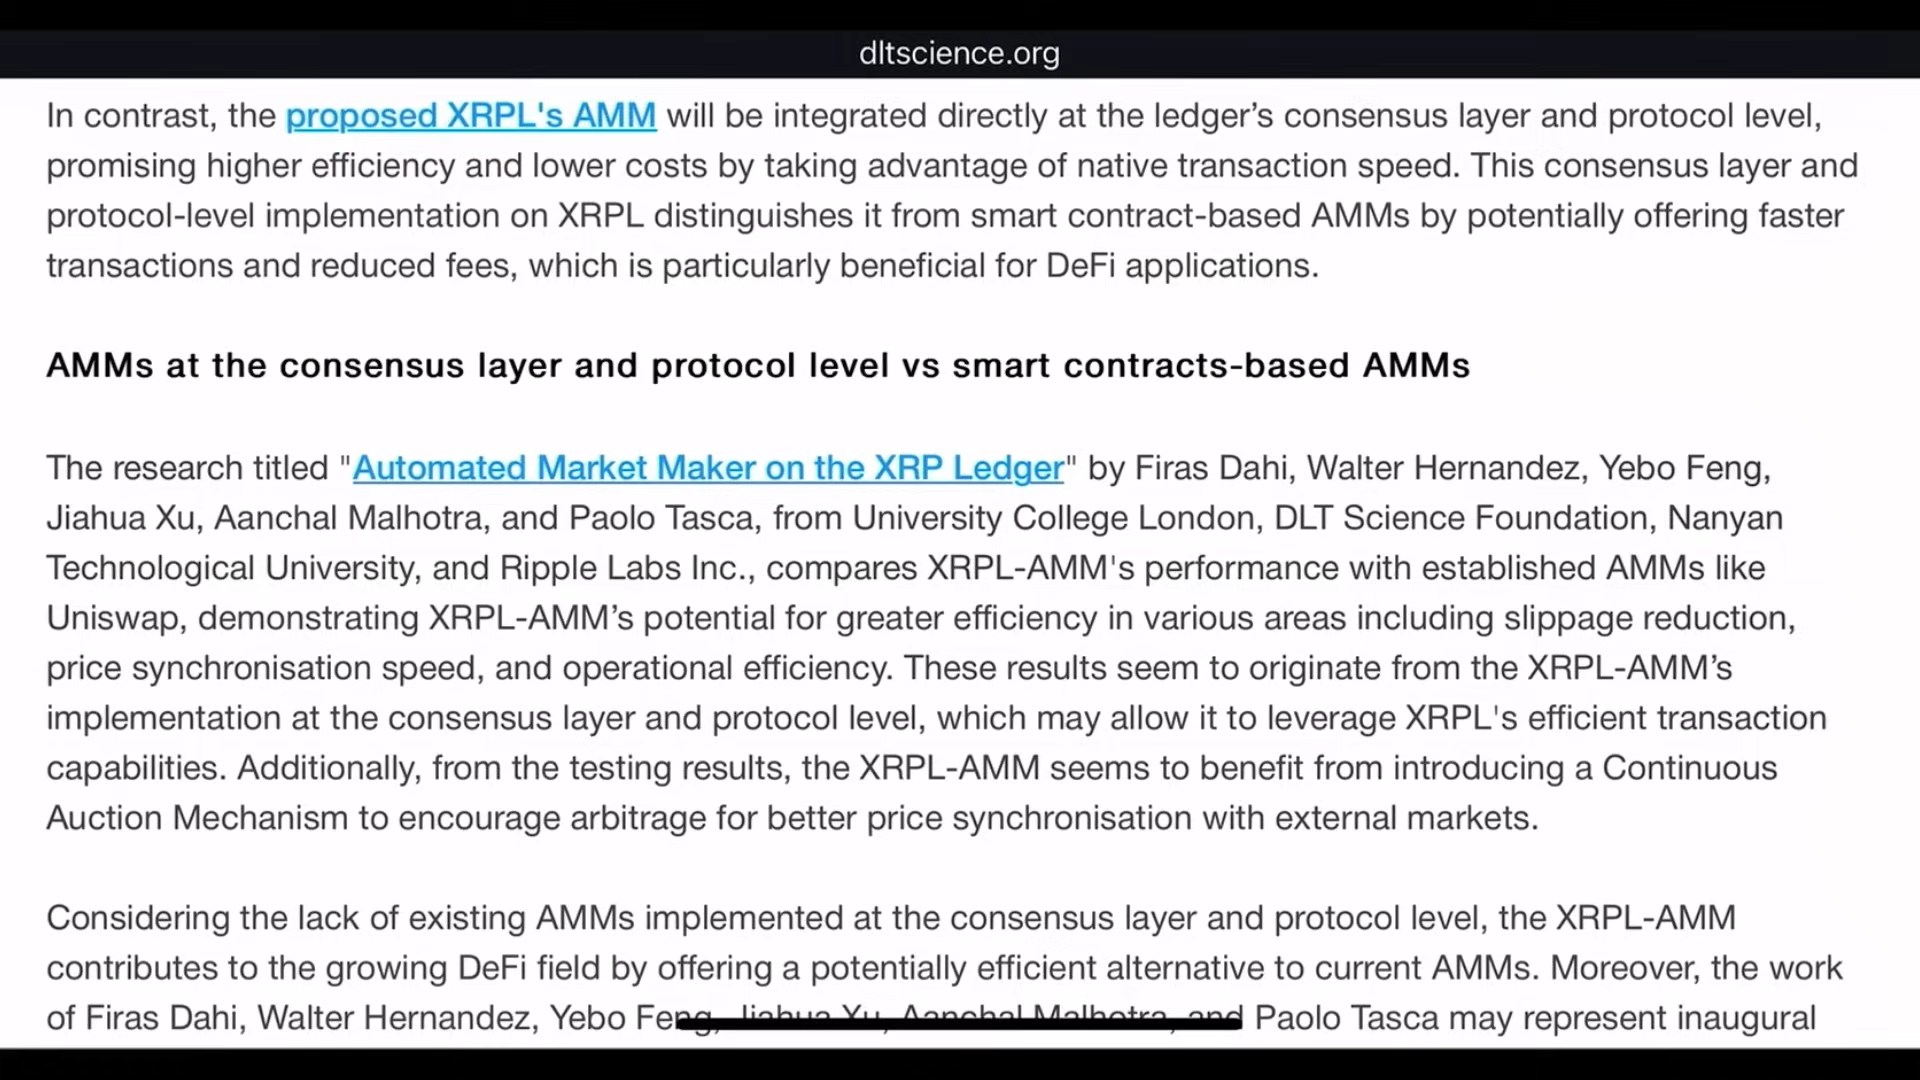 dltscience.org
In contrast, the proposed XRPL's AMM will be integrated directly at the ledger’s consensus layer and protocol level,
promising higher efficiency and lower costs by taking advantage of native transaction speed. This consensus layer and
protocol-level implementation on XRPL distinguishes it from smart contract-based AMMs by potentially offering faster
transactions and reduced fees, which is particularly beneficial for DeFi applications.
AMMs at the consensus layer and protocol level vs smart contracts-based AMMs
The research titled "Automated Market Maker on the XRP Ledger" by Firas Dahi, Walter Hernandez, Yebo Feng,
Jiahua Xu, Aanchal Malhotra, and Paolo Tasca, from University College London, DLT Science Foundation, Nanyan
Technological University, and Ripple Labs Inc., compares XRPL-AMM's performance with established AMMs like
Uniswap, demonstrating XRPL-AMM’s potential for greater efficiency in various areas including slippage reduction,
price synchronisation speed, and operational efficiency. These results seem to originate from the XRPL-AMM’s
implementation at the consensus layer and protocol level, which may allow it to leverage XRPL's efficient transaction
capabilities. Additionally, from the testing results, the XRPL-AMM seems to benefit from introducing a Continuous
Auction Mechanism to encourage arbitrage for better price synchronisation with external markets.
Considering the lack of existing AMMs implemented at the consensus layer and protocol level, the XRPL-AMM
contributes to the growing DeFi field by offering a potentially efficient alternative to current AMMs. Moreover, the work
of Firas Dahi, Walter Hernandez, Yebo Feng, Jiahua Xu, Aanchal Malhotra, and Paolo Tasca may represent inaugural